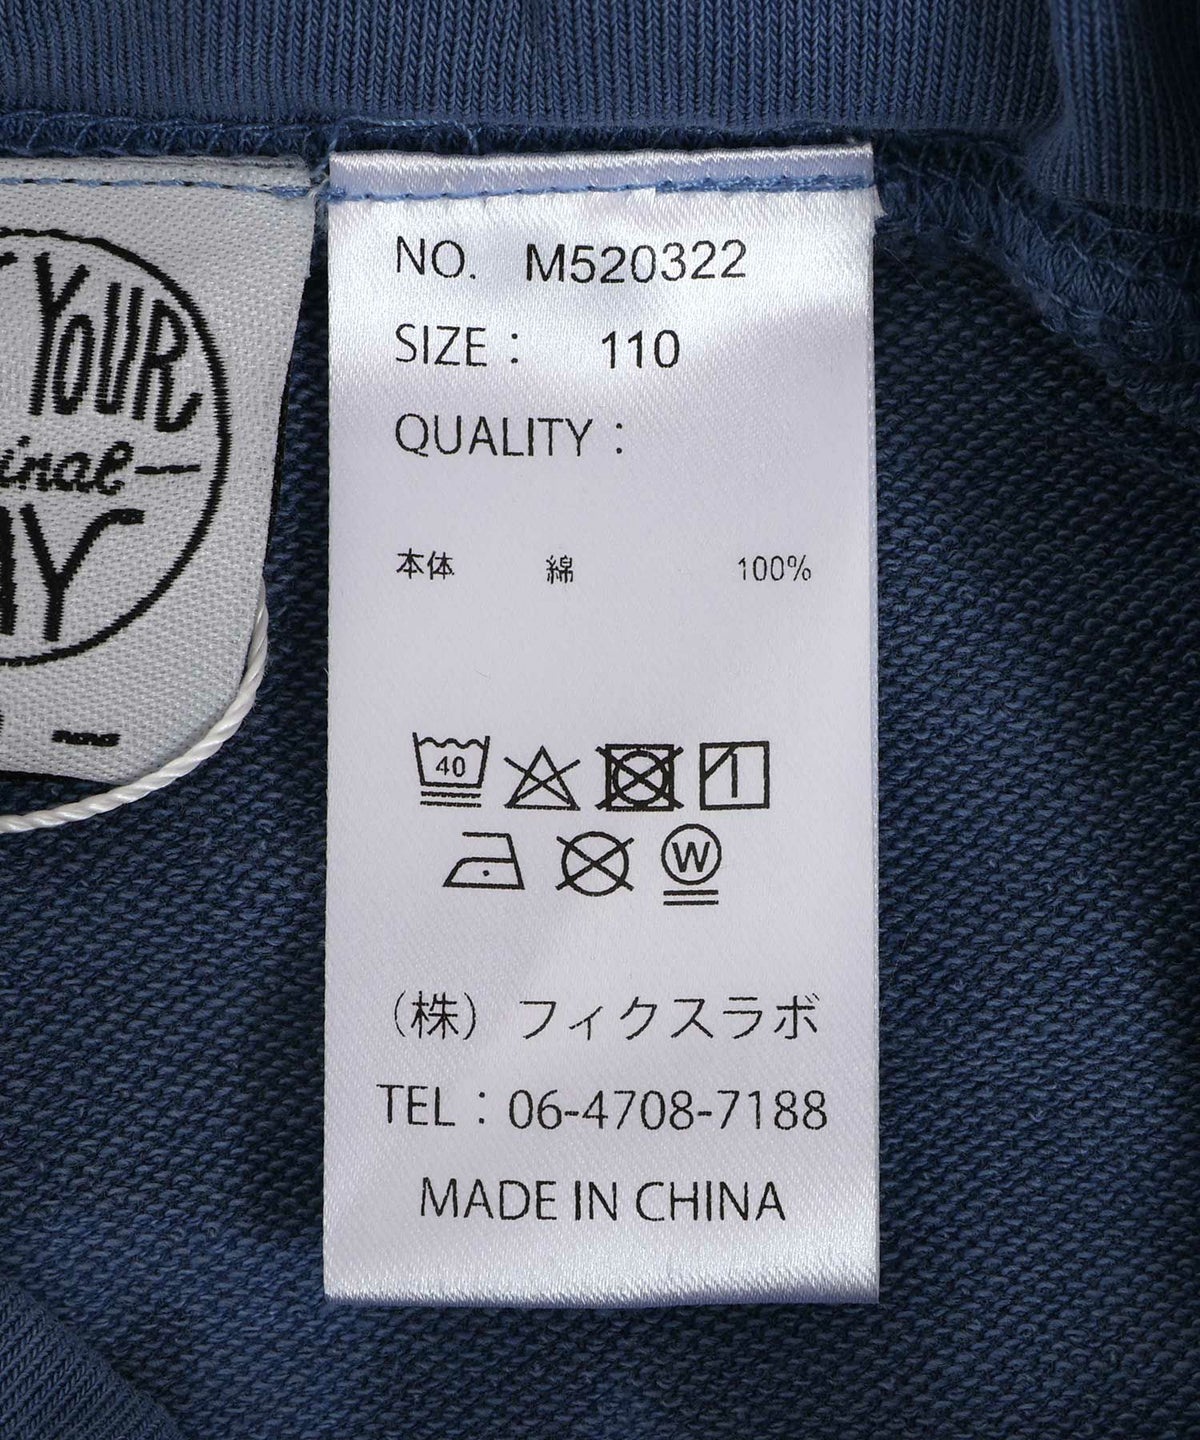 YOUR
NO. M520322
SIZE : 110
QUALITY :
本体 綿 100%
40
W
(株) フィクスラボ
TEL : 06-4708-7188
MADE IN CHINA